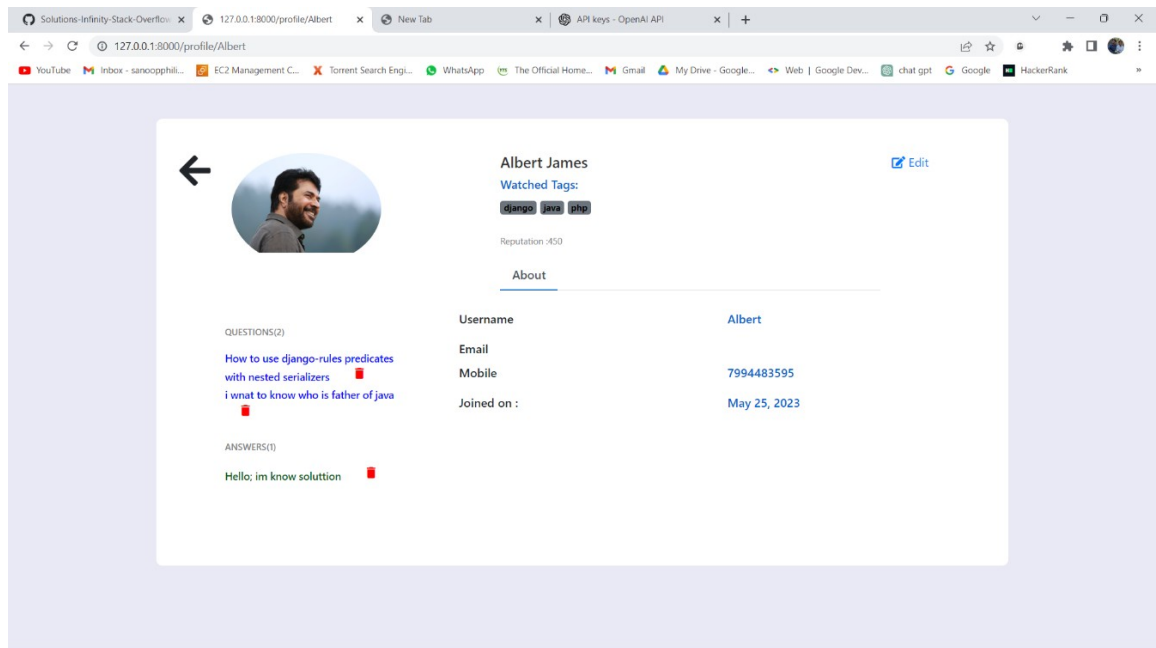 Solutions-Infinity-Stack-Overflow
127.0.0.1:8000/profile/Albert
New Tab
API keys - OpenAI API
127.0.0.1:8000/profile/Albert
YouTube
Inbox - sanoopphili...
EC2 Management C...
Torrent Search Engi...
WhatsApp
The Official Home...
Gmail
My Drive - Google...
Web | Google Dev...
chat gpt
Google
HackerRank
»
Albert James
Edit
Watched Tags:
django java php
Reputation :450
About
QUESTIONS(2)
How to use django-rules predicates
with nested serializers
i wnat to know who is father of java
ANSWERS(1)
Hello; im know soluttion
Username Albert
Email
Mobile 7994483595
Joined on : May 25, 2023